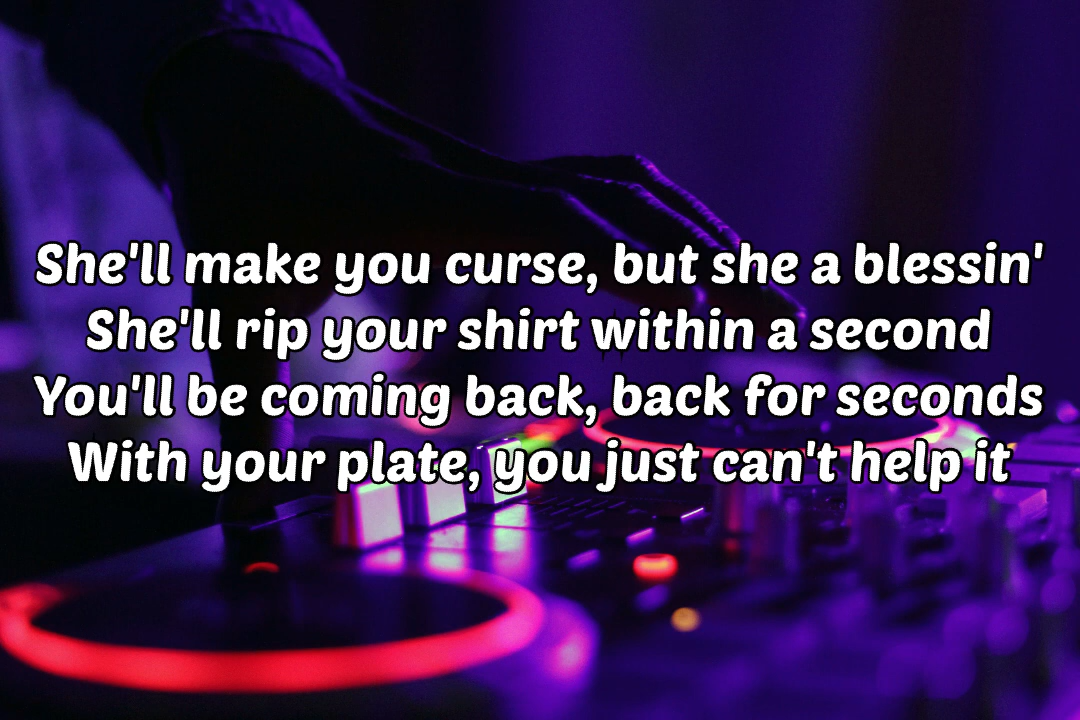 She'll make you curse, but she a blessin'
She'll rip your shirt within a second
You'll be coming back, back for seconds
With your plate, you just can't help it